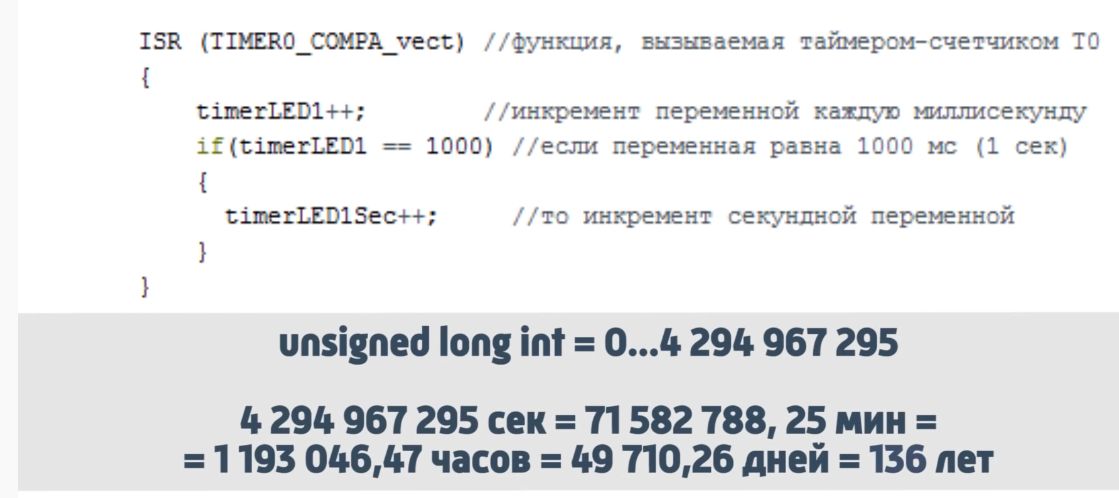 ISR (TIMER0_COMPA_vect) //функция, вызываемая таймером-счетчиком T0
{
timerLED1++; //инкремент переменной каждую миллисекунду
if(timerLED1 == 1000) //если переменная равна 1000 мс (1 сек)
{
timerLED1Sec++; //то инкремент секундной переменной
}
}
unsigned long int = 0...4 294 967 295
4 294 967 295 сек = 71 582 788, 25 мин =
= 1 193 046,47 часов = 49 710,26 дней = 136 лет